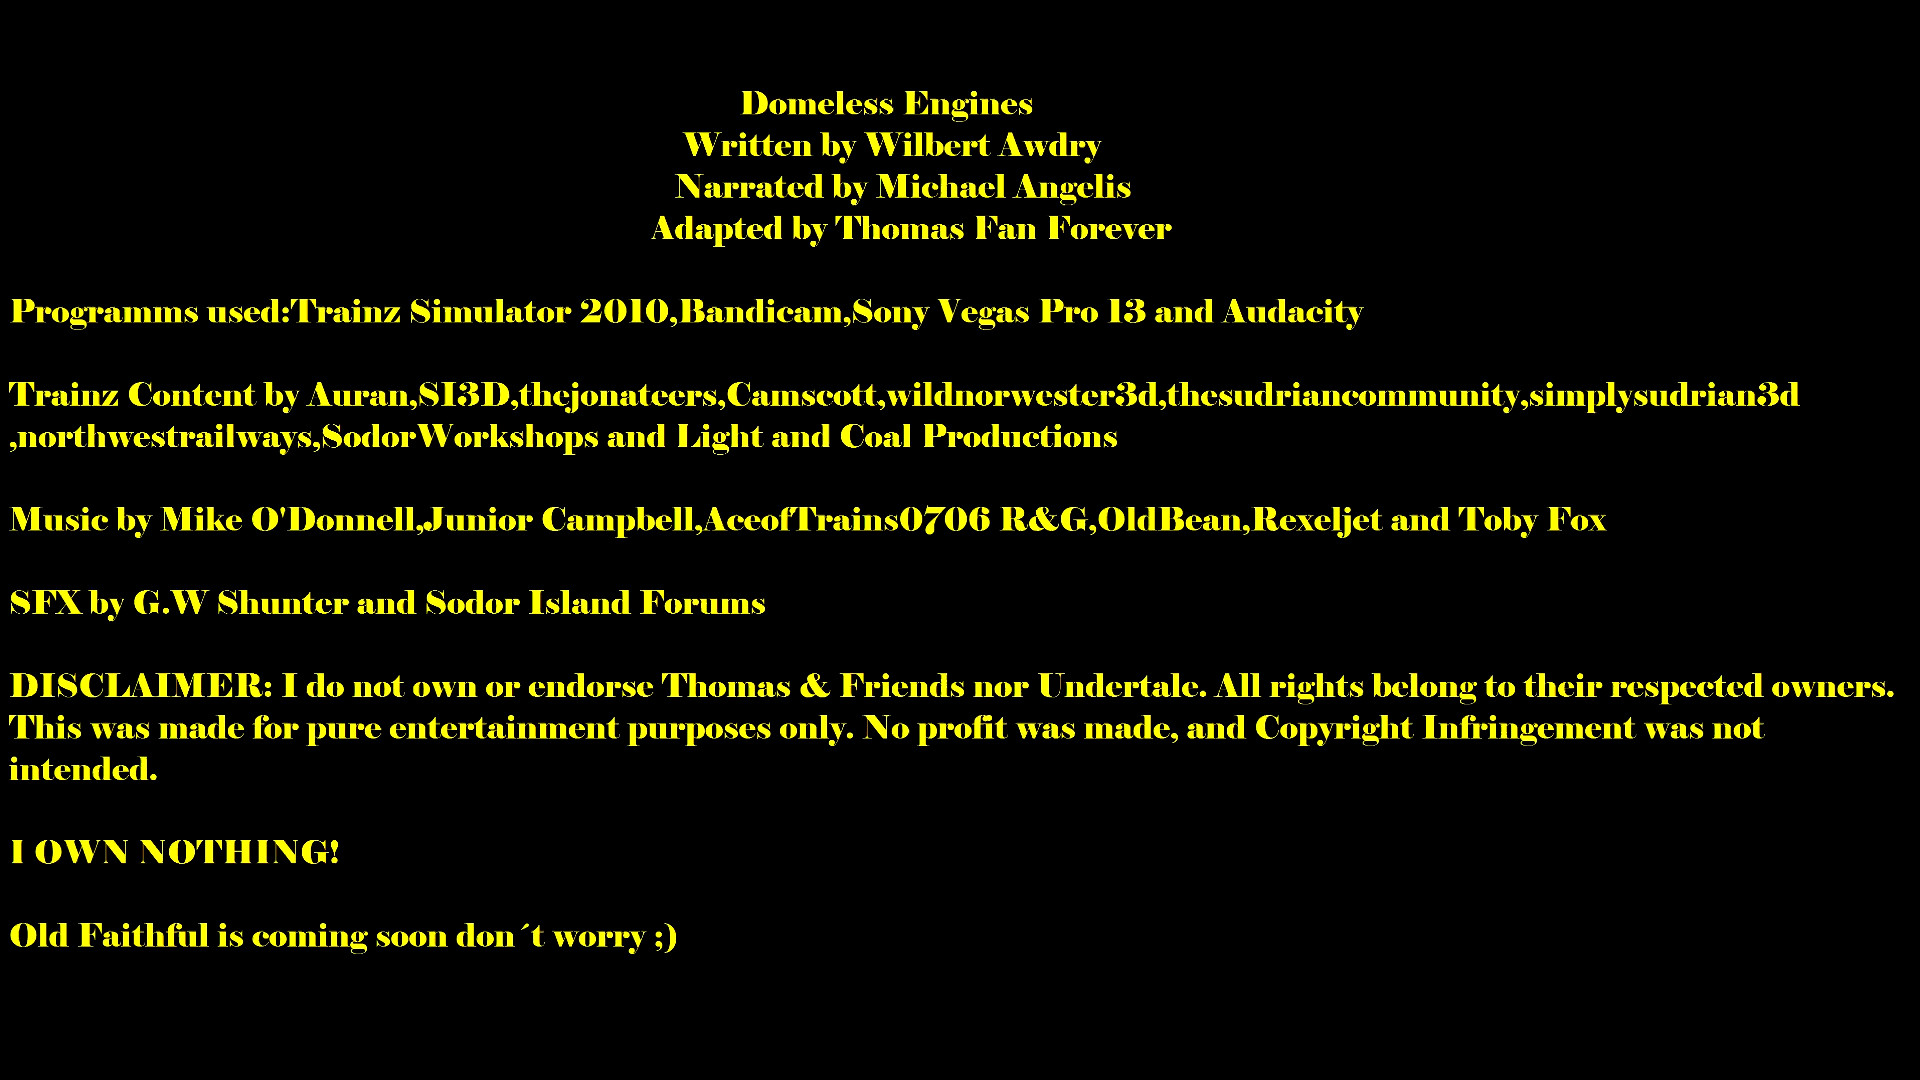 Domeless Engines
Written by Wilbert Awdry
Narrated by Michael Angelis
Adapted by Thomas Fan Forever
Programms used:Trainz Simulator 2010,Bandicam,Sony Vegas Pro 13 and Audacity
Trainz Content by Auran,SI3D,thejonateers,Camscott,wildnorwester3d,thesudriancommunity,simplysudrian3d
,northwestrailways,SodorWorkshops and Light and Coal Productions
Music by Mike O'Donnell,Junior Campbell,AceofTrains0706 R&G,OldBean,Rexeljet and Toby Fox
SFX by G.W Shunter and Sodor Island Forums
DISCLAIMER: I do not own or endorse Thomas & Friends nor Undertale. All rights belong to their respected owners.
This was made for pure entertainment purposes only. No profit was made, and Copyright Infringement was not
intended.
I OWN NOTHING!
Old Faithful is coming soon don´t worry ;)